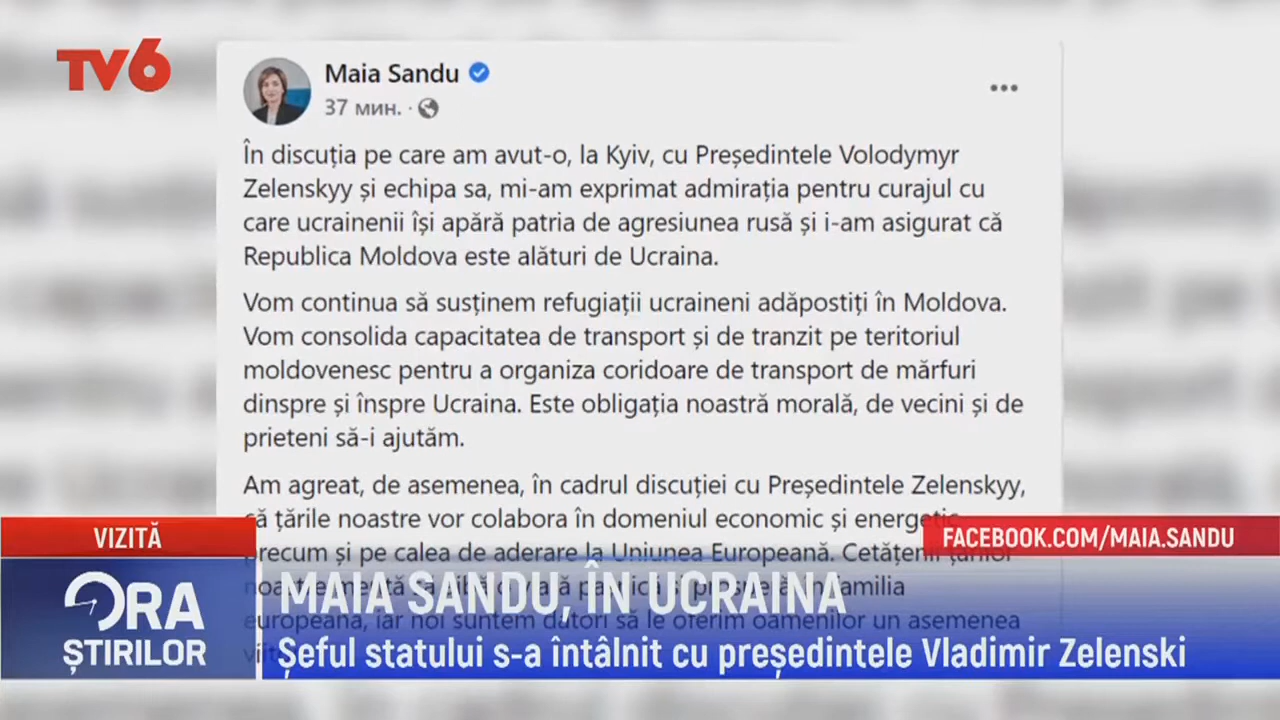 TV6
Maia Sandu
37 мин. ·
În discuția pe care am avut-o, la Kyiv, cu Președintele Volodymyr
Zelenskyy și echipa sa, mi-am exprimat admirația pentru curajul cu
care ucrainenii își apără patria de agresiunea rusă și i-am asigurat că
Republica Moldova este alături de Ucraina.
Vom continua să susținem refugiații ucraineni adăpostiți în Moldova.
Vom consolida capacitatea de transport și de tranzit pe teritoriul
moldovenesc pentru a organiza coridoare de transport de mărfuri
dinspre și înspre Ucraina. Este obligația noastră morală, de vecini și de
prieteni să-i ajutăm.
Am agreat, de asemenea, în cadrul discuției cu Președintele Zelenskyy,
că țările noastre vor colabora în domeniul economic și energetic
precum și pe calea de aderare la Uniunea Europeană. Cetățenii țărilor
familia
europeană, iar noi suntem datori să le oferim oamenilor un asemenea
VIZITĂ
FACEBOOK.COM/MAIA.SANDU
ORA
ȘTIRILOR
MAIA SANDU, ÎN UCRAINA
Șeful statului s-a întâlnit cu președintele Vladimir Zelenski